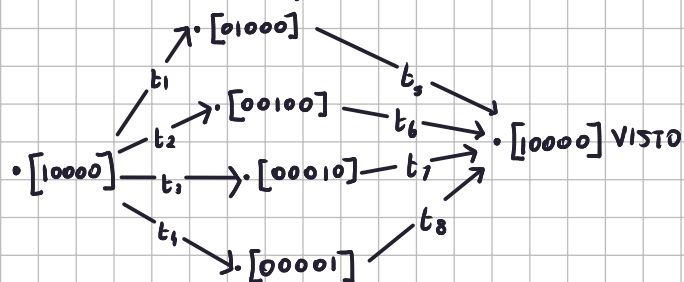 • [01000]
t1
t5
• [00100]
t2
t6
• [10000] VISTO
• [10000]
t3
• [00010]
t7
t4
t8
• [00001]